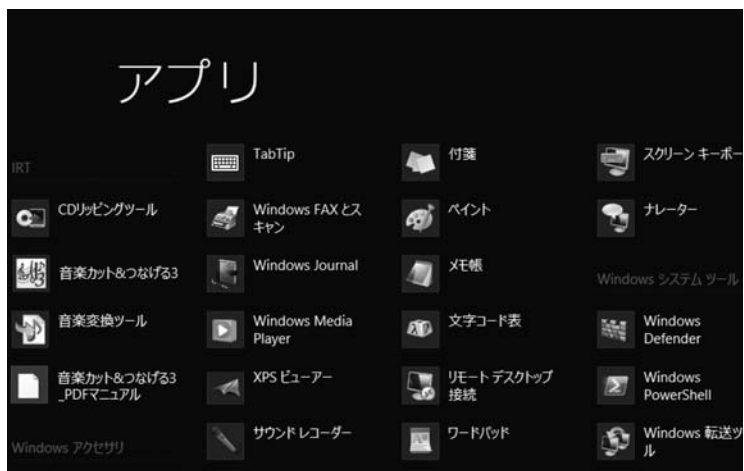 アプリ
IRT
CDリッピングツール
音楽カット&つなげる3
音楽変換ツール
音楽カット&つなげる3
_PDFマニュアル
Windows アクセサリ
TabTip
Windows FAX とス
キャン
Windows Journal
Windows Media
Player
XPS ビューアー
サウンド レコーダー
付箋
ペイント
メモ帳
文字コード表
リモート デスクトップ
接続
ワードパッド
スクリーン キーボー
ナレーター
Windows システム ツール
Windows
Defender
Windows
PowerShell
Windows 転送ツ
ル